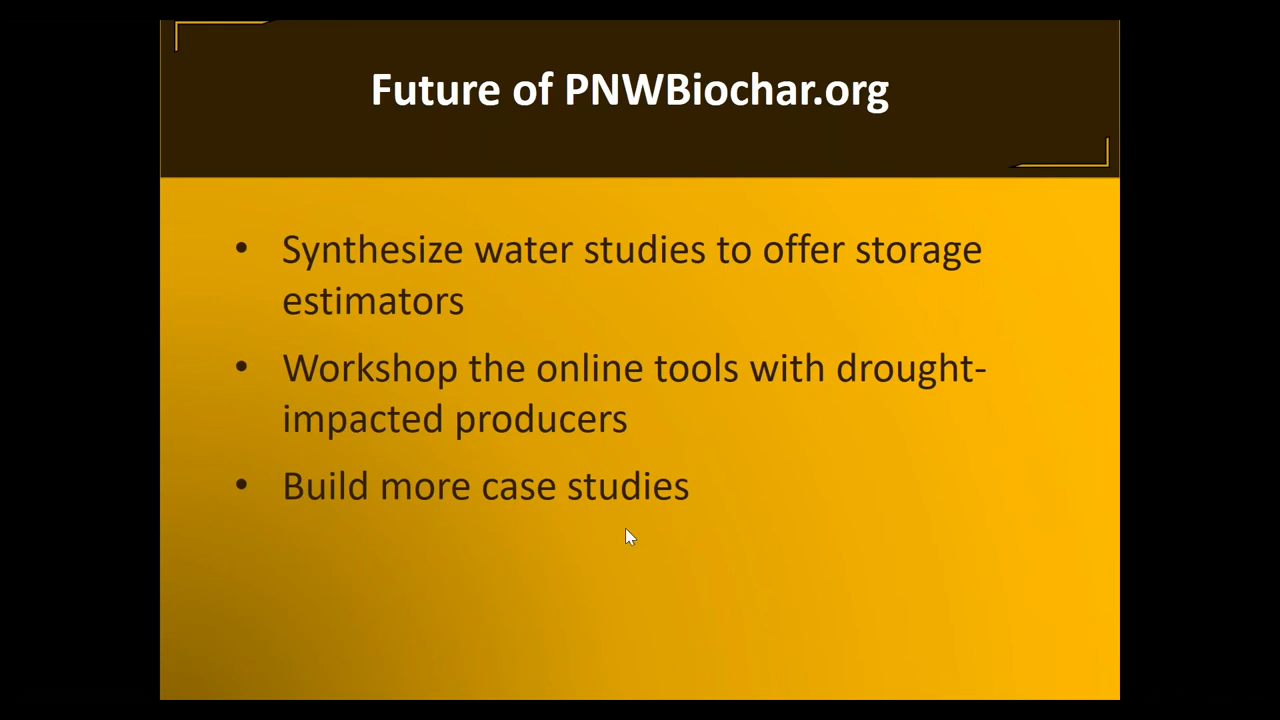 Future of PNWBiochar.org
• Synthesize water studies to offer storage
estimators
• Workshop the online tools with drought-
impacted producers
• Build more case studies